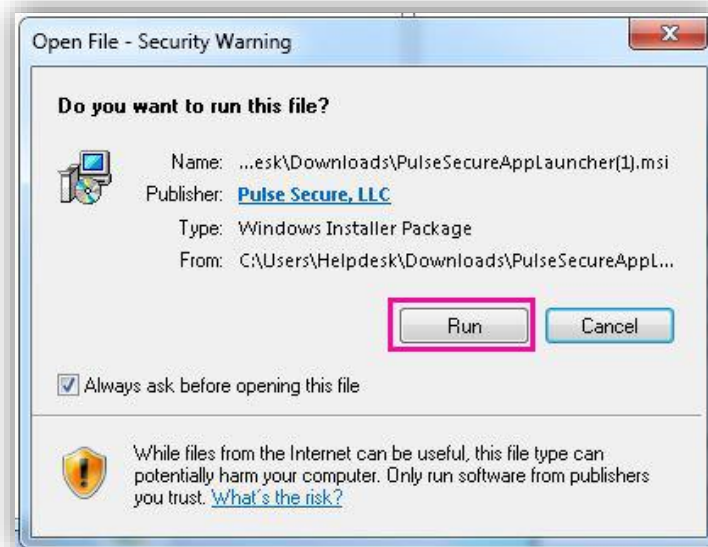 Open File - Security Warning
Do you want to run this file?
Name: ...esk\Downloads\PulseSecureAppLauncher(1).msi
Publisher: Pulse Secure, LLC
Type: Windows Installer Package
From: C:\Users\Helpdesk\Downloads\PulseSecureAppL...
Run Cancel
Always ask before opening this file
While files from the Internet can be useful, this file type can
potentially harm your computer. Only run software from publishers
you trust. What's the risk?